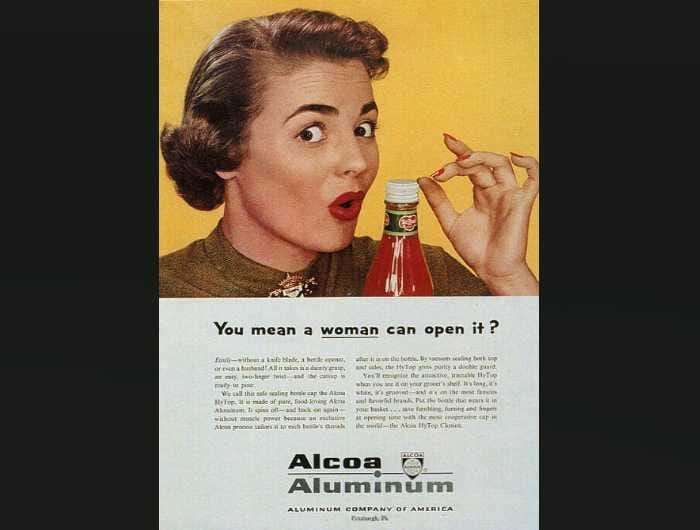 You mean a woman can open it?
Easily—without a knife blade, a bottle opener,
or even a husband! All it takes is a dainty grasp,
an easy, two-finger twist—and the catsup is
ready to pour.
We call this safe-sealing bottle cap the Alcoa
HyTop. It is made of pure, food-loving Alcoa
Aluminum. It spins off—and back on again—
without muscle power because an exclusive
Alcoa process tailors it to each bottle's threads
after it is on the bottle. By vacuum sealing both top
and sides, the HyTop gives purity a double guard.
You'll recognize the attractive, tractable HyTop
when you see it on your grocer's shelf. It's long, it's
white, it's grooved—and it's on the most famous
and flavorful brands. Put the bottle that wears it in
your basket . . . save fumbling, fuming and fingers
at opening time with the most cooperative cap in
the world—the Alcoa HyTop Closure.
Alcoa
ALCOA
Aluminum
ALUMINUM COMPANY OF AMERICA
Pittsburgh, Pa.